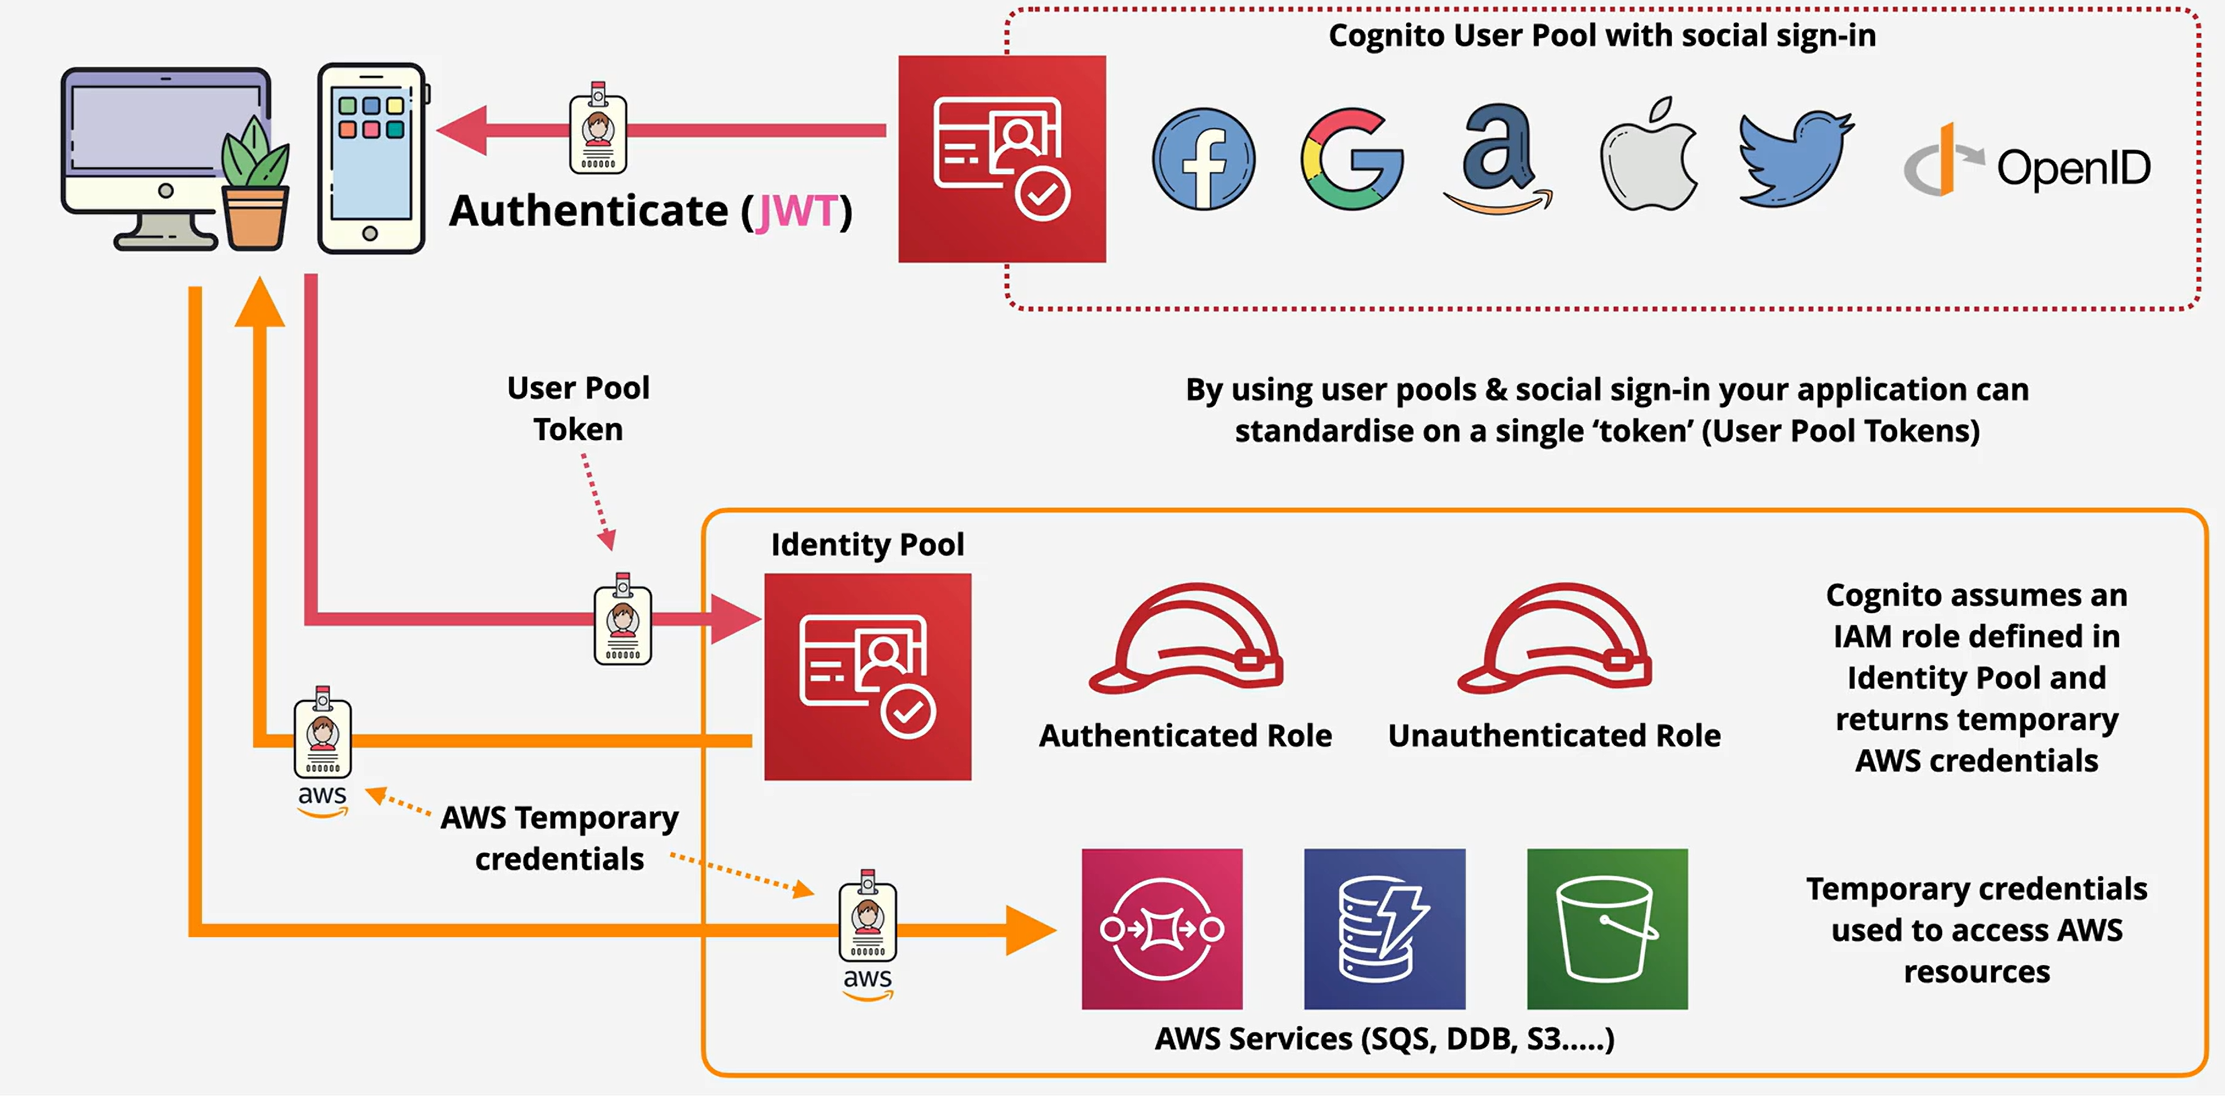 Cognito User Pool with social sign-in
Authenticate (JWT)
OpenID
User Pool
Token
By using user pools & social sign-in your application can
standardise on a single ‘token’ (User Pool Tokens)
Identity Pool
Authenticated Role
Unauthenticated Role
Cognito assumes an
IAM role defined in
Identity Pool and
returns temporary
AWS credentials
aws
AWS Temporary
credentials
aws
AWS Services (SQS, DDB, S3.....)
Temporary credentials
used to access AWS
resources